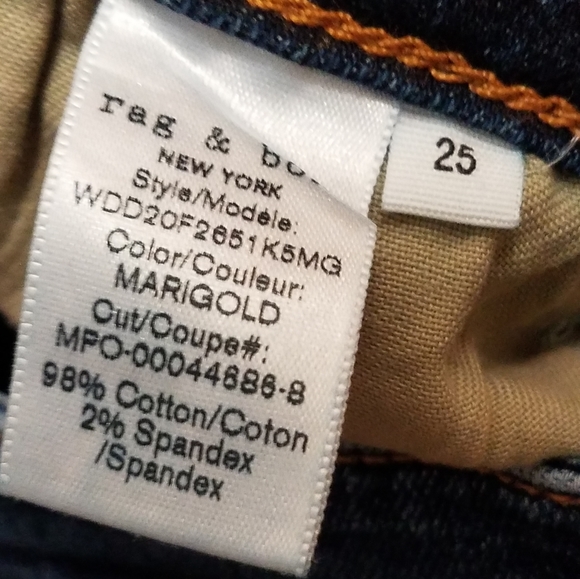 rag & bo
NEW YORK
Style/Modèle:
WDD20F2651K5MG
Color/Couleur:
MARIGOLD
Cut/Coupe#:
MFO-00044686-8
98% Cotton/Coton
2% Spandex
/Spandex
25